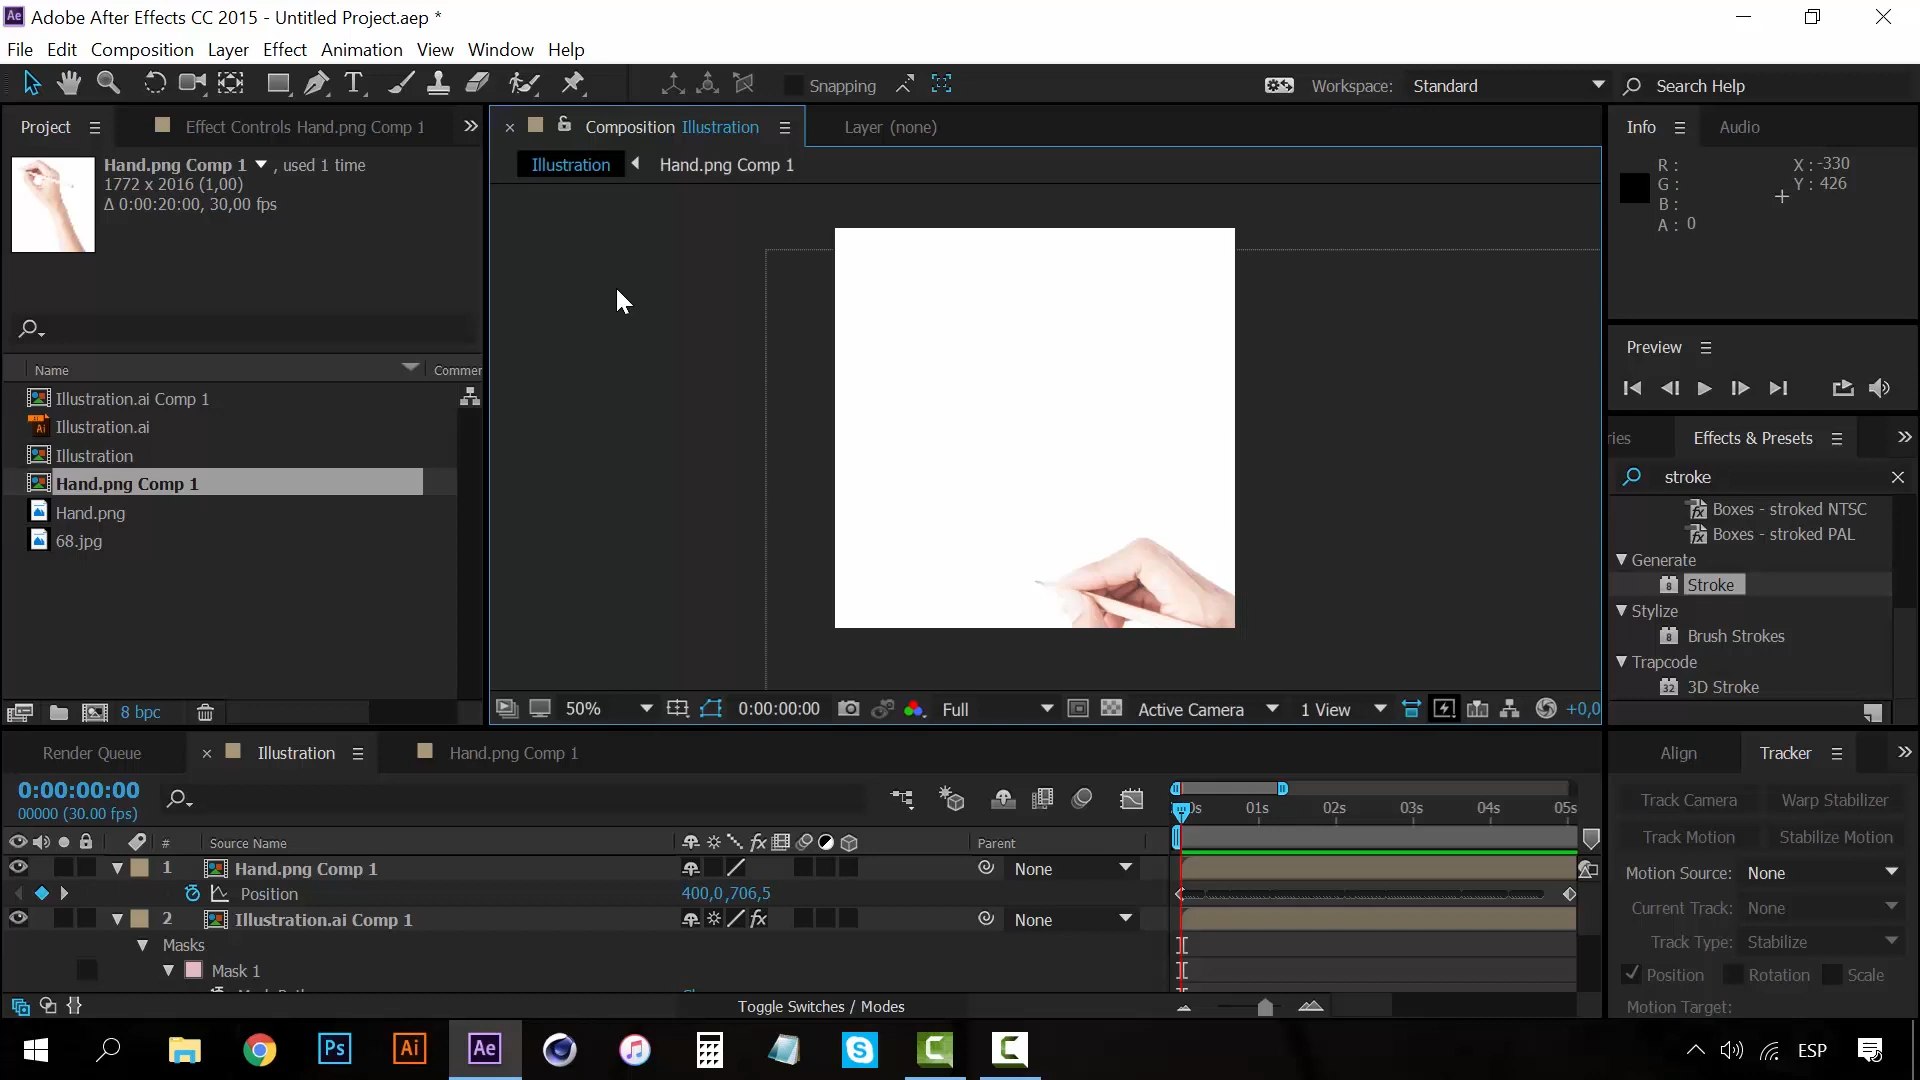 Ae Adobe After Effects CC 2015 - Untitled Project.aep *
File Edit Composition Layer Effect Animation View Window Help
T Snapping Workspace: Standard Search Help
Project Effect Controls Hand.png Comp 1 Composition Illustration Layer (none) Info Audio
Hand.png Comp 1 , used 1 time
1772 x 2016 (1,00)
Δ 0:00:20:00, 30,00 fps
Illustration Hand.png Comp 1
R : X : -330
G : Y : 426
B :
A : 0
Preview
Name Commer
Illustration.ai Comp 1
Illustration.ai
Illustration
Hand.png Comp 1
Hand.png
68.jpg
ries Effects & Presets
stroke
Boxes - stroked NTSC
Boxes - stroked PAL
Generate
Stroke
Stylize
Brush Strokes
Trapcode
3D Stroke
8 bpc 50% 0:00:00:00 Full Active Camera 1 View +0,0
Render Queue Illustration Hand.png Comp 1 Align Tracker
0:00:00:00
00000 (30.00 fps)
0s 01s 02s 03s 04s 05s
Track Camera Warp Stabilizer
Track Motion Stabilize Motion
# Source Name fx Parent
1 Hand.png Comp 1 None
Motion Source: None
Position 400,0,706,5
Current Track: None
2 Illustration.ai Comp 1 fx None
Track Type: Stabilize
Masks
Mask 1
Position Rotation Scale
Toggle Switches / Modes
Motion Target:
Ps Ai Ae ESP